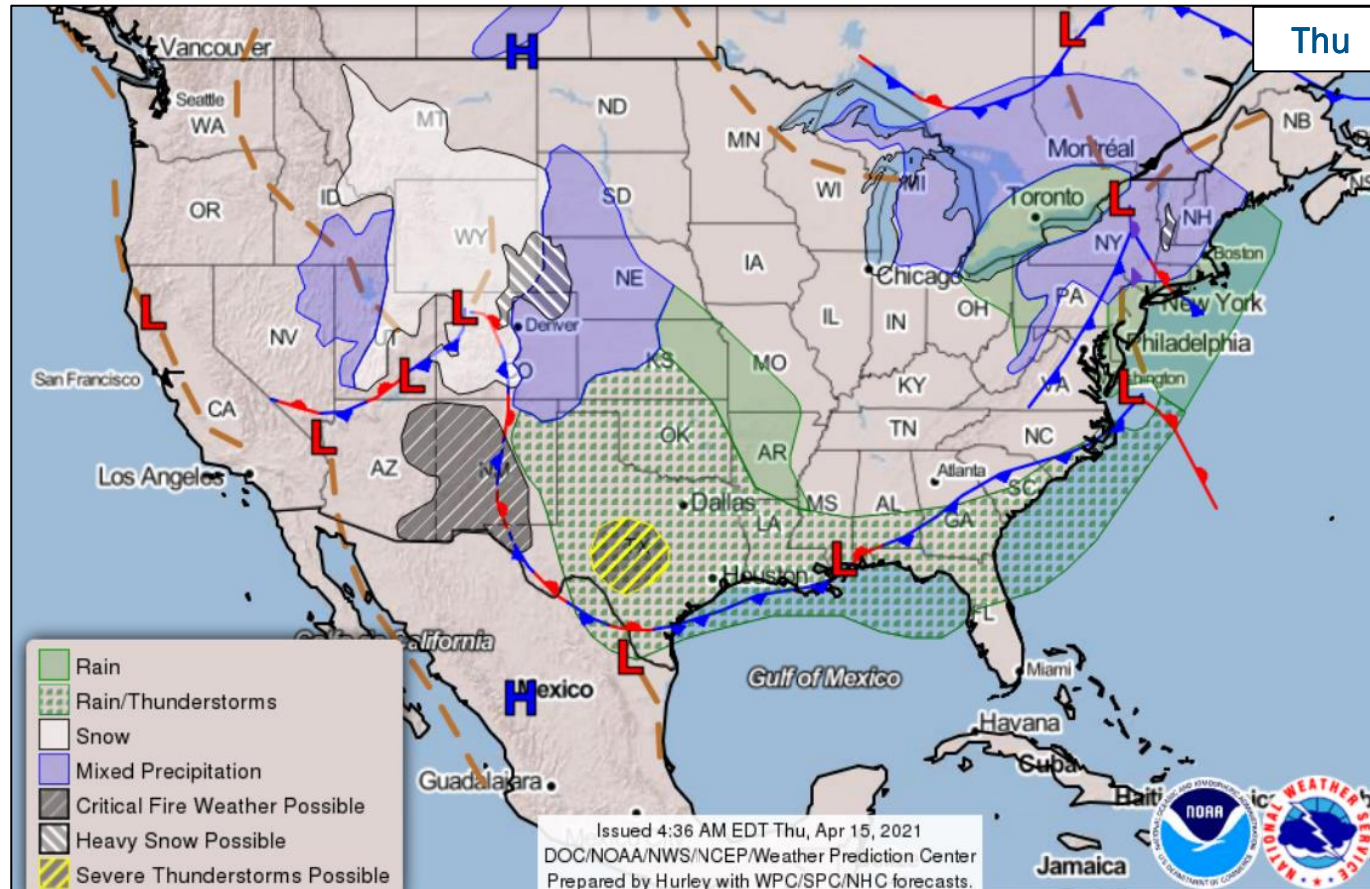 Thu
H
L
Vancouver
Seattle
WA
MT
ND
MN
Montréal
NB
OR
ID
SD
WI
MI
Toronto
L
NH
WY
NY
Boston
IA
Chicago
L
L
NE
PA
New York
NV
UT
Denver
IL
IN
OH
Philadelphia
San Francisco
L
CO
KS
MO
KY
VA
L
CA
L
OK
TN
NC
Los Angeles
AZ
NM
AR
Atlanta
SC
Dallas
MS
AL
GA
LA
TX
Houston
L
FL
L
Gulf of Mexico
Miami
H
Mexico
Havana
Cuba
Guadalajara
Jamaica
Rain
Rain/Thunderstorms
Snow
Mixed Precipitation
Critical Fire Weather Possible
Heavy Snow Possible
Severe Thunderstorms Possible
Issued 4:36 AM EDT Thu, Apr 15, 2021
DOC/NOAA/NWS/NCEP/Weather Prediction Center
Prepared by Hurley with WPC/SPC/NHC forecasts.
NOAA
NATIONAL WEATHER SERVICE